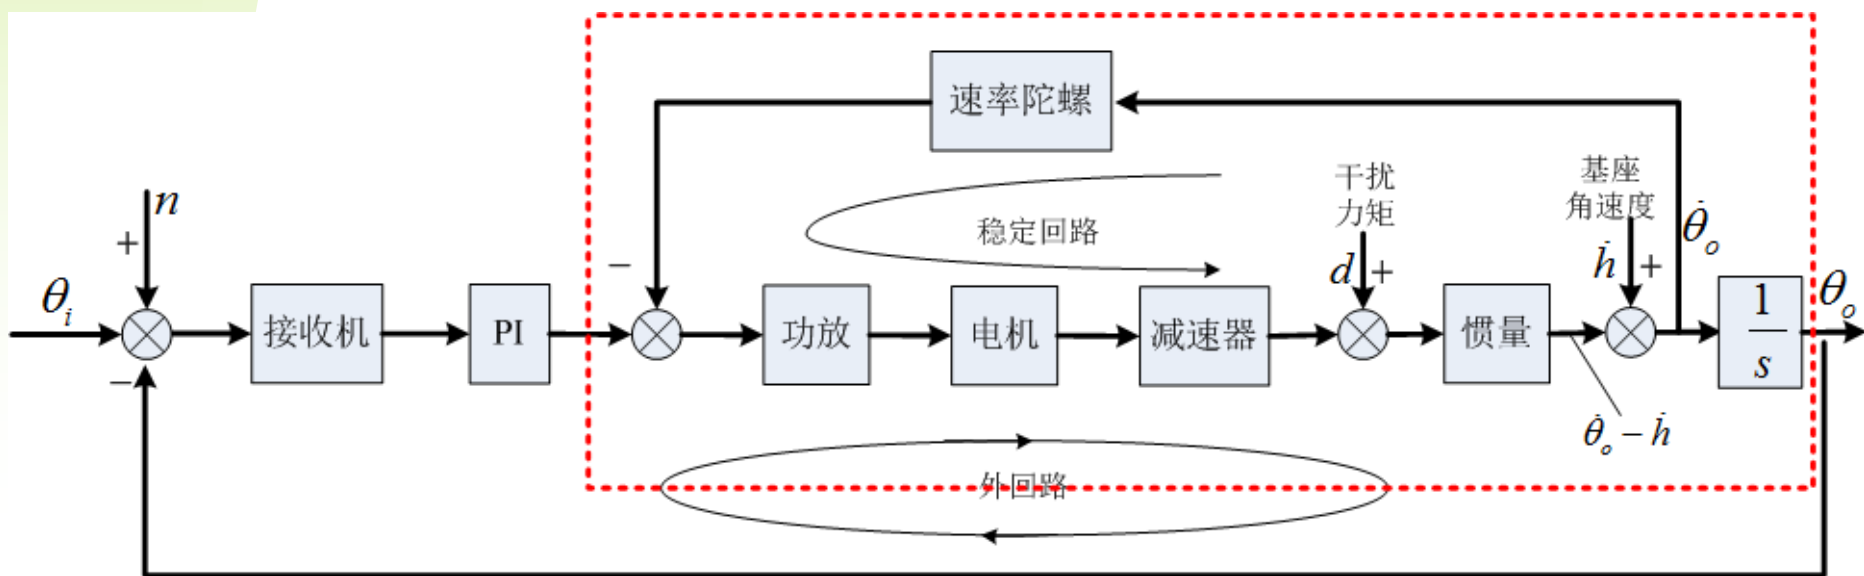 速率陀螺
干扰
力矩
基座
角速度
n
+
稳定回路
−
d
+
ḣ
+
θ̇ₒ
θᵢ
−
接收机
PI
功放
电机
减速器
惯量
1
s
θₒ
θ̇ₒ − ḣ
外回路